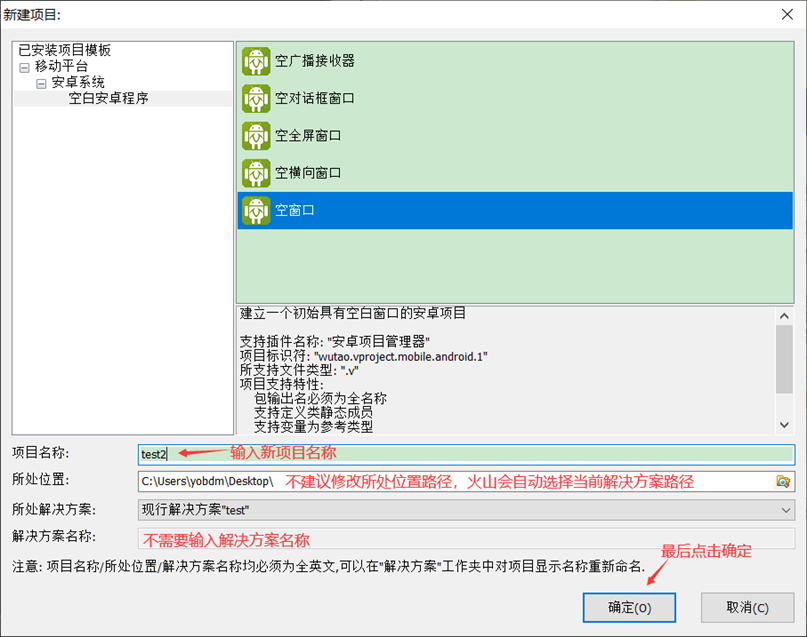 新建项目:
已安装项目模板
移动平台
安卓系统
空白安卓程序
空广播接收器
空对话框窗口
空全屏窗口
空横向窗口
空窗口
建立一个初始具有空白窗口的安卓项目
支持插件名称: "安卓项目管理器"
项目标识符: "wutao.vproject.mobile.android.1"
所支持文件类型: ".v"
项目支持特性:
包输出名必须为全名称
支持定义类静态成员
支持变量为参考类型
项目名称:
test2
输入新项目名称
所处位置:
C:\Users\yobdm\Desktop\
不建议修改所处位置路径，火山会自动选择当前解决方案路径
所处解决方案:
现行解决方案"test"
解决方案名称:
不需要输入解决方案名称
最后点击确定
注意: 项目名称/所处位置/解决方案名称均必须为全英文,可以在"解决方案"工作夹中对项目显示名称重新命名.
确定(O)
取消(C)